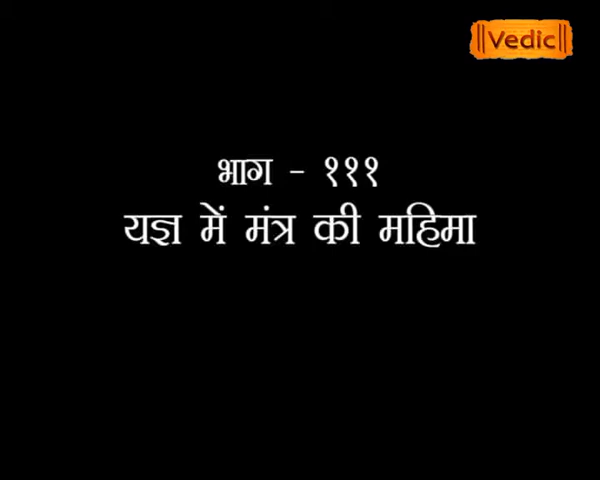 ||Vedic||
भाग - १११
यज्ञ में मंत्र की महिमा